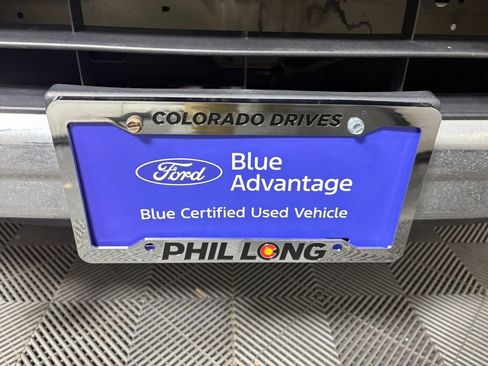 COLORADO DRIVES
Ford
Blue
Advantage
Blue Certified Used Vehicle
PHIL LONG